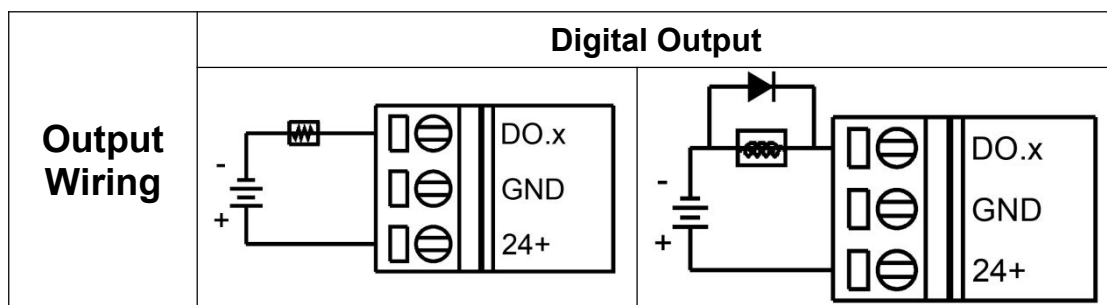 Output
Wiring
Digital Output
-
+
DO.x
GND
24+
-
+
DO.x
GND
24+